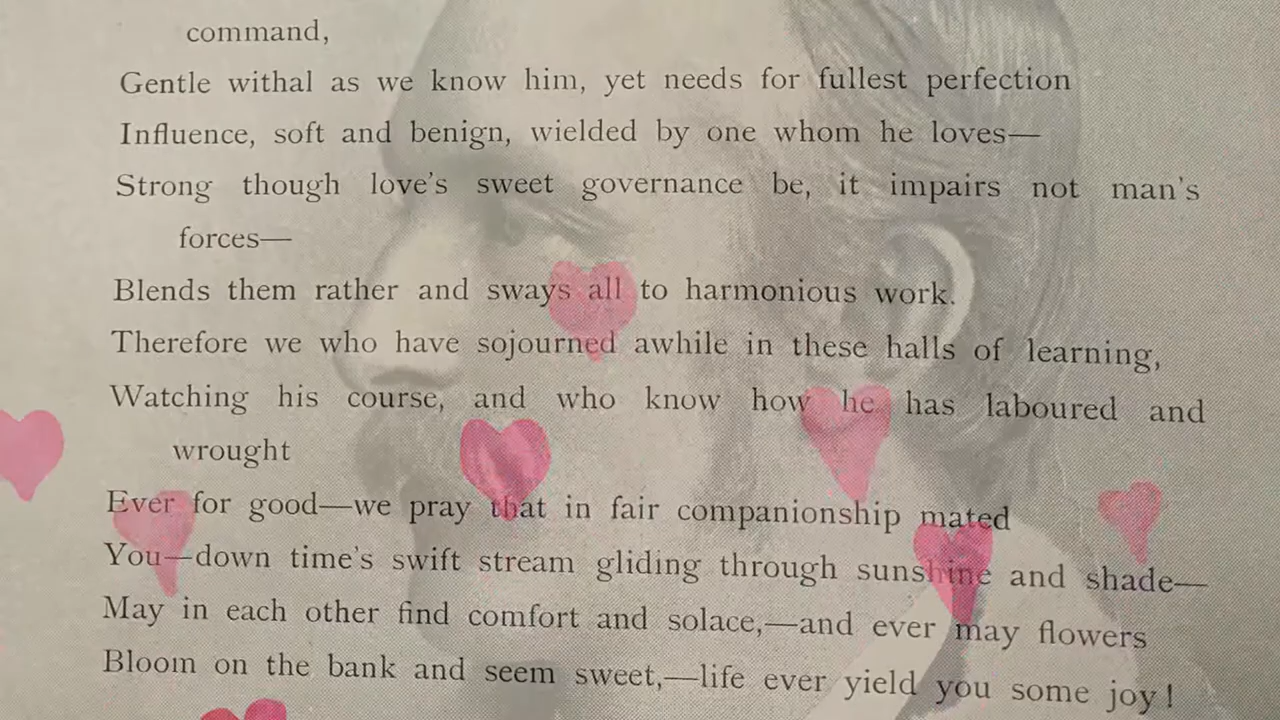 command,
Gentle withal as we know him, yet needs for fullest perfection
Influence, soft and benign, wielded by one whom he loves—
Strong though love's sweet governance be, it impairs not man's
forces—
Blends them rather and sways all to harmonious work.
Therefore we who have sojourned awhile in these halls of learning,
Watching his course, and who know how he has laboured and
wrought
Ever for good—we pray that in fair companionship mated
You—down time's swift stream gliding through sunshine and shade—
May in each other find comfort and solace,—and ever may flowers
Bloom on the bank and seem sweet,—life ever yield you some joy!